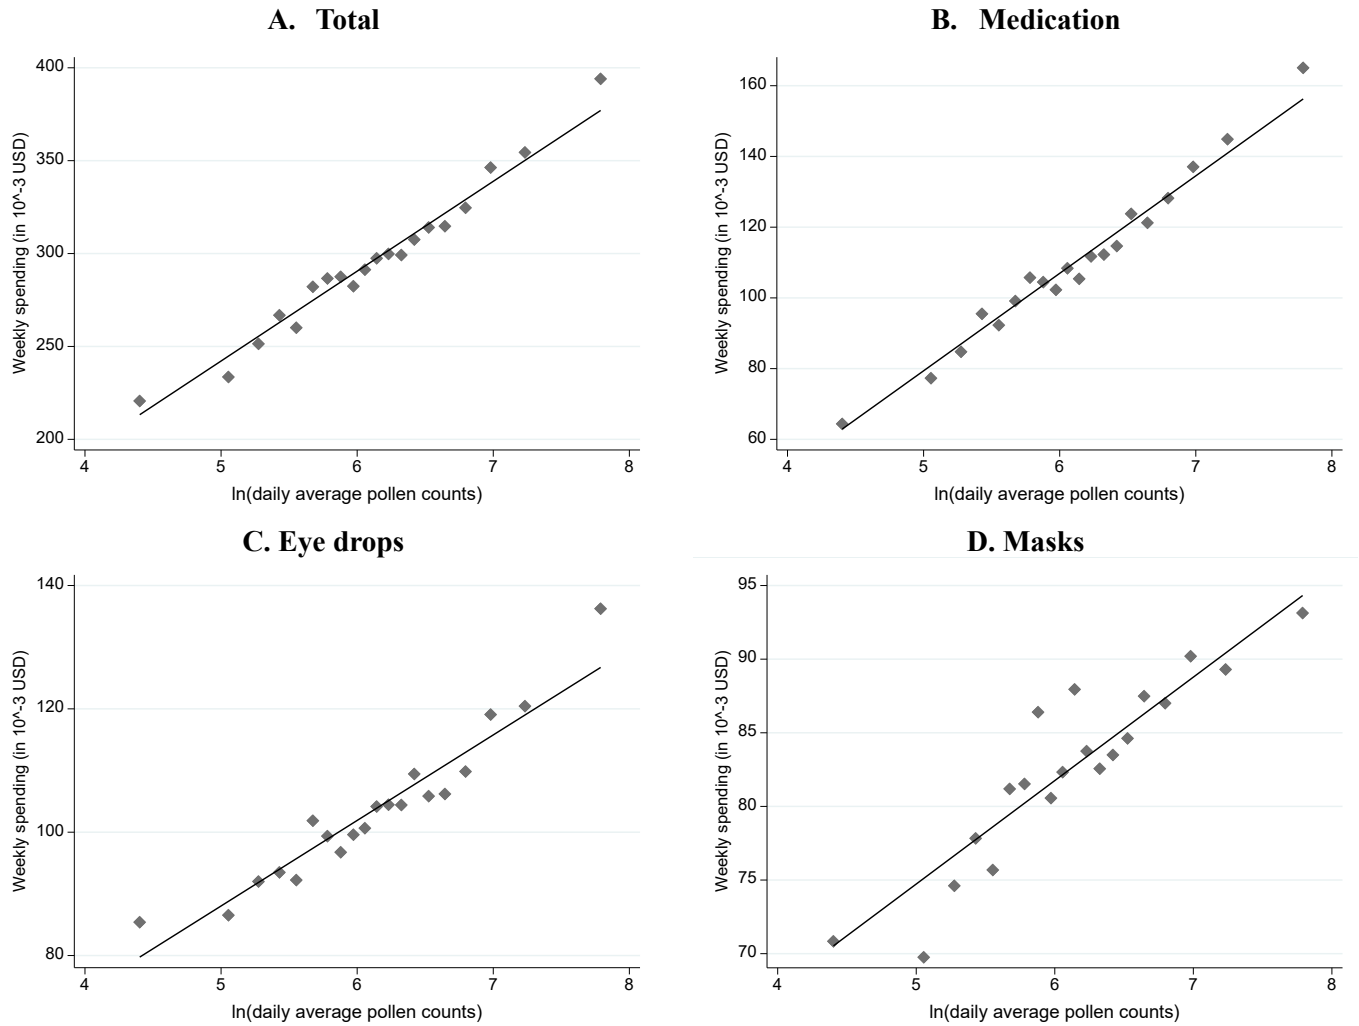 A. Total
400
350
300
250
200
Weekly spending (in 10^-3 USD)
4 5 6 7 8
ln(daily average pollen counts)
B. Medication
160
140
120
100
80
60
Weekly spending (in 10^-3 USD)
4 5 6 7 8
ln(daily average pollen counts)
C. Eye drops
140
120
100
80
Weekly spending (in 10^-3 USD)
4 5 6 7 8
ln(daily average pollen counts)
D. Masks
95
90
85
80
75
70
Weekly spending (in 10^-3 USD)
4 5 6 7 8
ln(daily average pollen counts)